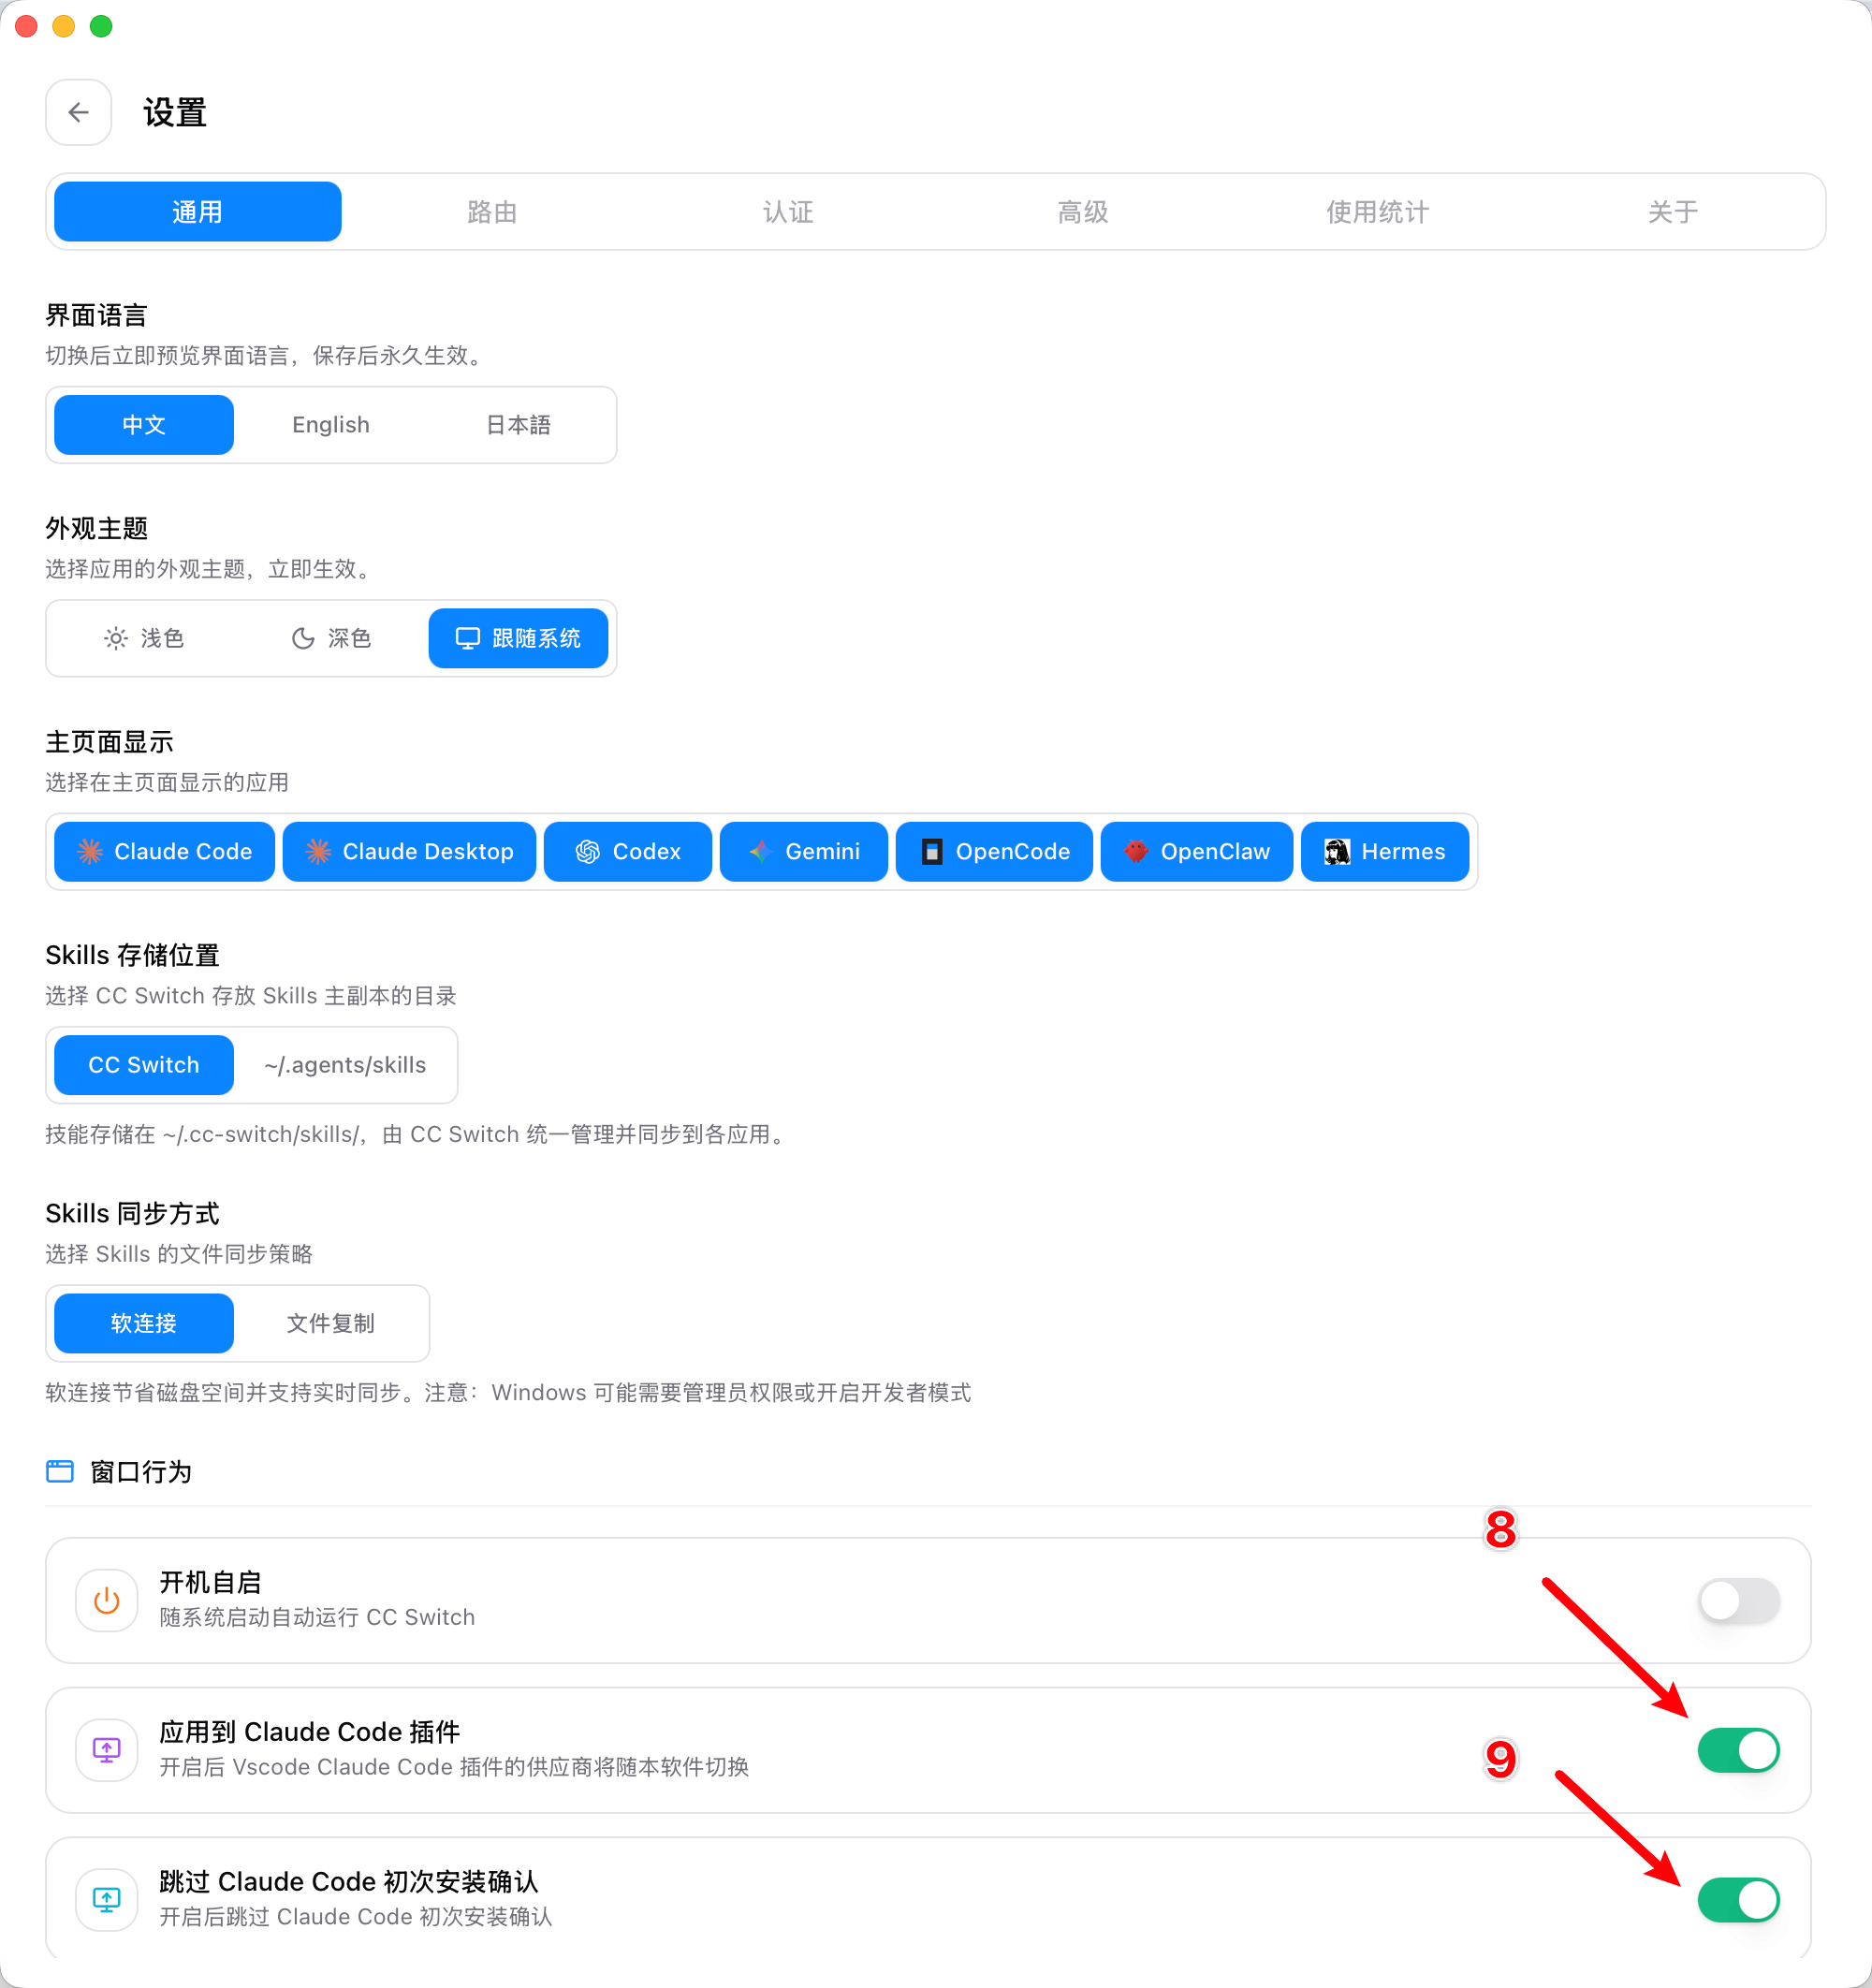 设置
通用 路由 认证 高级 使用统计 关于
界面语言
切换后立即预览界面语言，保存后永久生效。
中文 English 日本語
外观主题
选择应用的外观主题，立即生效。
浅色 深色 跟随系统
主页面显示
选择在主页面显示的应用
Claude Code Claude Desktop Codex Gemini OpenCode OpenClaw Hermes
Skills 存储位置
选择 CC Switch 存放 Skills 主副本的目录
CC Switch ~/.agents/skills
技能存储在 ~/.cc-switch/skills/，由 CC Switch 统一管理并同步到各应用。
Skills 同步方式
选择 Skills 的文件同步策略
软连接 文件复制
软连接节省磁盘空间并支持实时同步。注意：Windows 可能需要管理员权限或开启开发者模式
窗口行为
8
开机自启
随系统启动自动运行 CC Switch
应用到 Claude Code 插件
开启后 Vscode Claude Code 插件的供应商将随本软件切换
9
跳过 Claude Code 初次安装确认
开启后跳过 Claude Code 初次安装确认